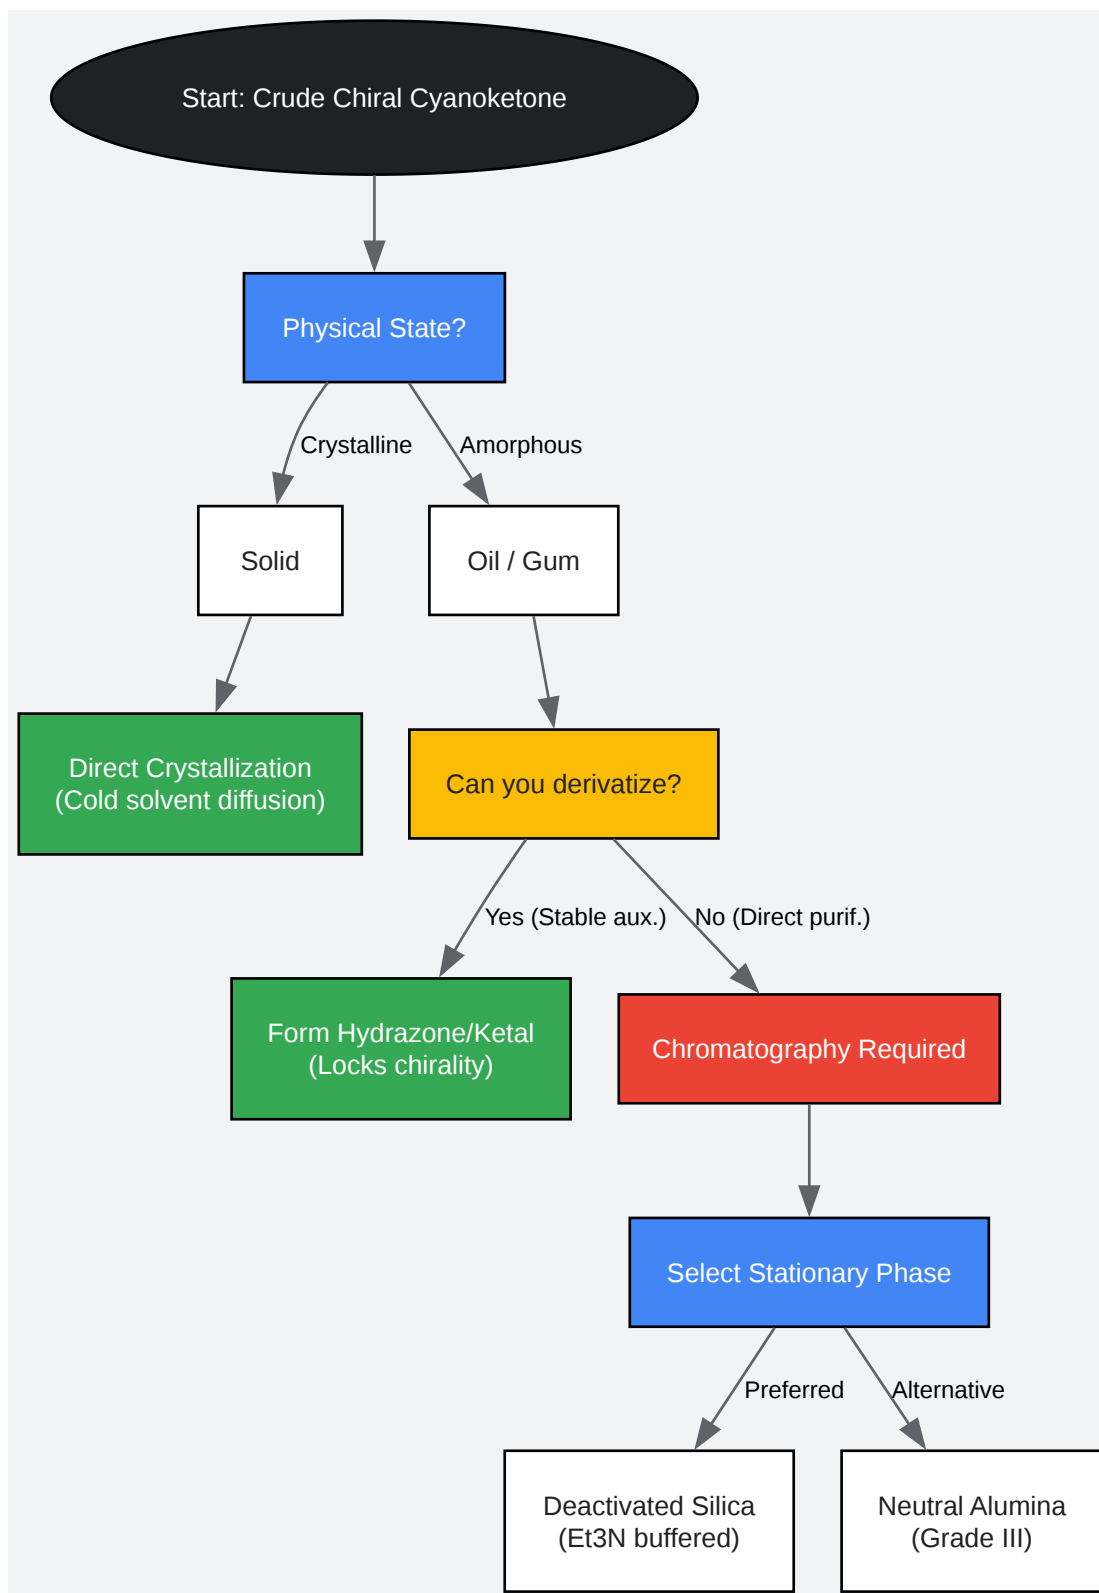 Start: Crude Chiral Cyanoketone
Physical State?
Crystalline
Amorphous
Solid
Oil / Gum
Direct Crystallization
(Cold solvent diffusion)
Can you derivatize?
Yes (Stable aux.)
No (Direct purif.)
Form Hydrazone/Ketal
(Locks chirality)
Chromatography Required
Select Stationary Phase
Preferred
Alternative
Deactivated Silica
(Et3N buffered)
Neutral Alumina
(Grade III)